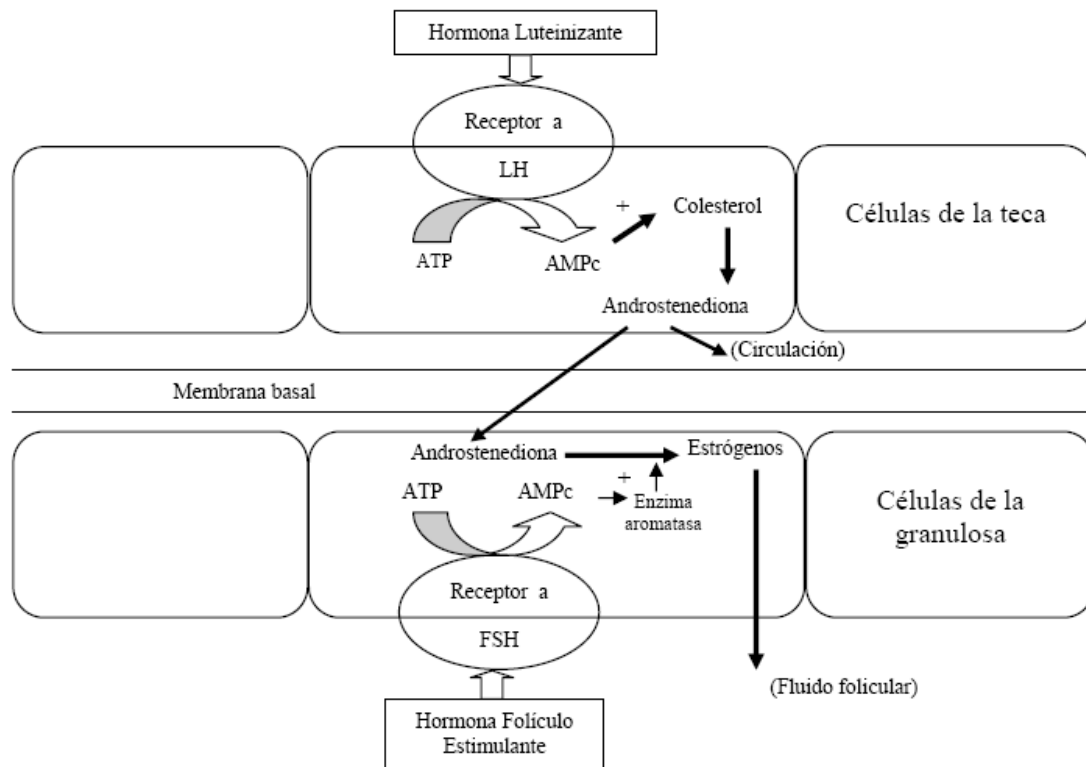 Hormona Luteinizante
Receptor a
LH
+
Colesterol
Células de la teca
ATP
AMPc
Androstenediona
(Circulación)
Membrana basal
Androstenediona
Estrógenos
ATP
AMPc
+
Enzima
aromatasa
Células de la
granulosa
Receptor a
FSH
(Fluido folicular)
Hormona Folículo
Estimulante